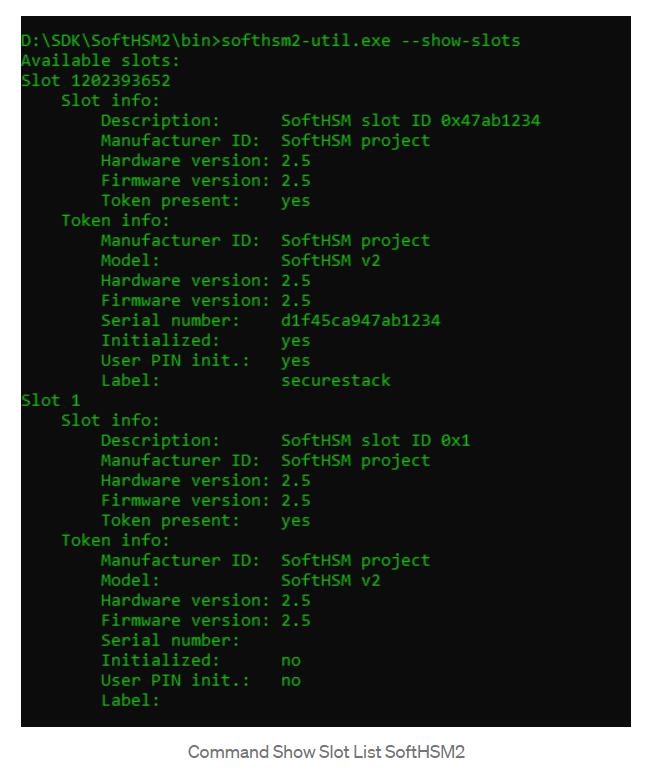 D:\SDK\SoftHSM2\bin>softhsm2-util.exe --show-slots
Available slots:
Slot 1202393652
    Slot info:
        Description:      SoftHSM slot ID 0x47ab1234
        Manufacturer ID:  SoftHSM project
        Hardware version: 2.5
        Firmware version: 2.5
        Token present:    yes
    Token info:
        Manufacturer ID:  SoftHSM project
        Model:            SoftHSM v2
        Hardware version: 2.5
        Firmware version: 2.5
        Serial number:    d1f45ca947ab1234
        Initialized:      yes
        User PIN init.:   yes
        Label:            securestack
Slot 1
    Slot info:
        Description:      SoftHSM slot ID 0x1
        Manufacturer ID:  SoftHSM project
        Hardware version: 2.5
        Firmware version: 2.5
        Token present:    yes
    Token info:
        Manufacturer ID:  SoftHSM project
        Model:            SoftHSM v2
        Hardware version: 2.5
        Firmware version: 2.5
        Serial number:
        Initialized:      no
        User PIN init.:   no
        Label:
Command Show Slot List SoftHSM2